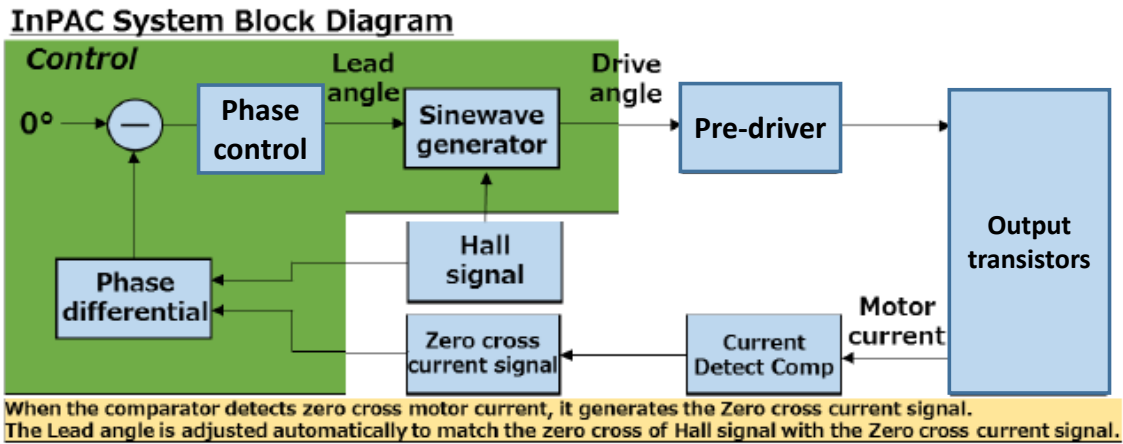 InPAC System Block Diagram
Control
Lead
angle
Drive
angle
0°
—
Phase
control
Sinewave
generator
Pre-driver
Output
transistors
Hall
signal
Phase
differential
Zero cross
current signal
Current
Detect Comp
Motor
current
When the comparator detects zero cross motor current, it generates the Zero cross current signal.
The Lead angle is adjusted automatically to match the zero cross of Hall signal with the Zero cross current signal.